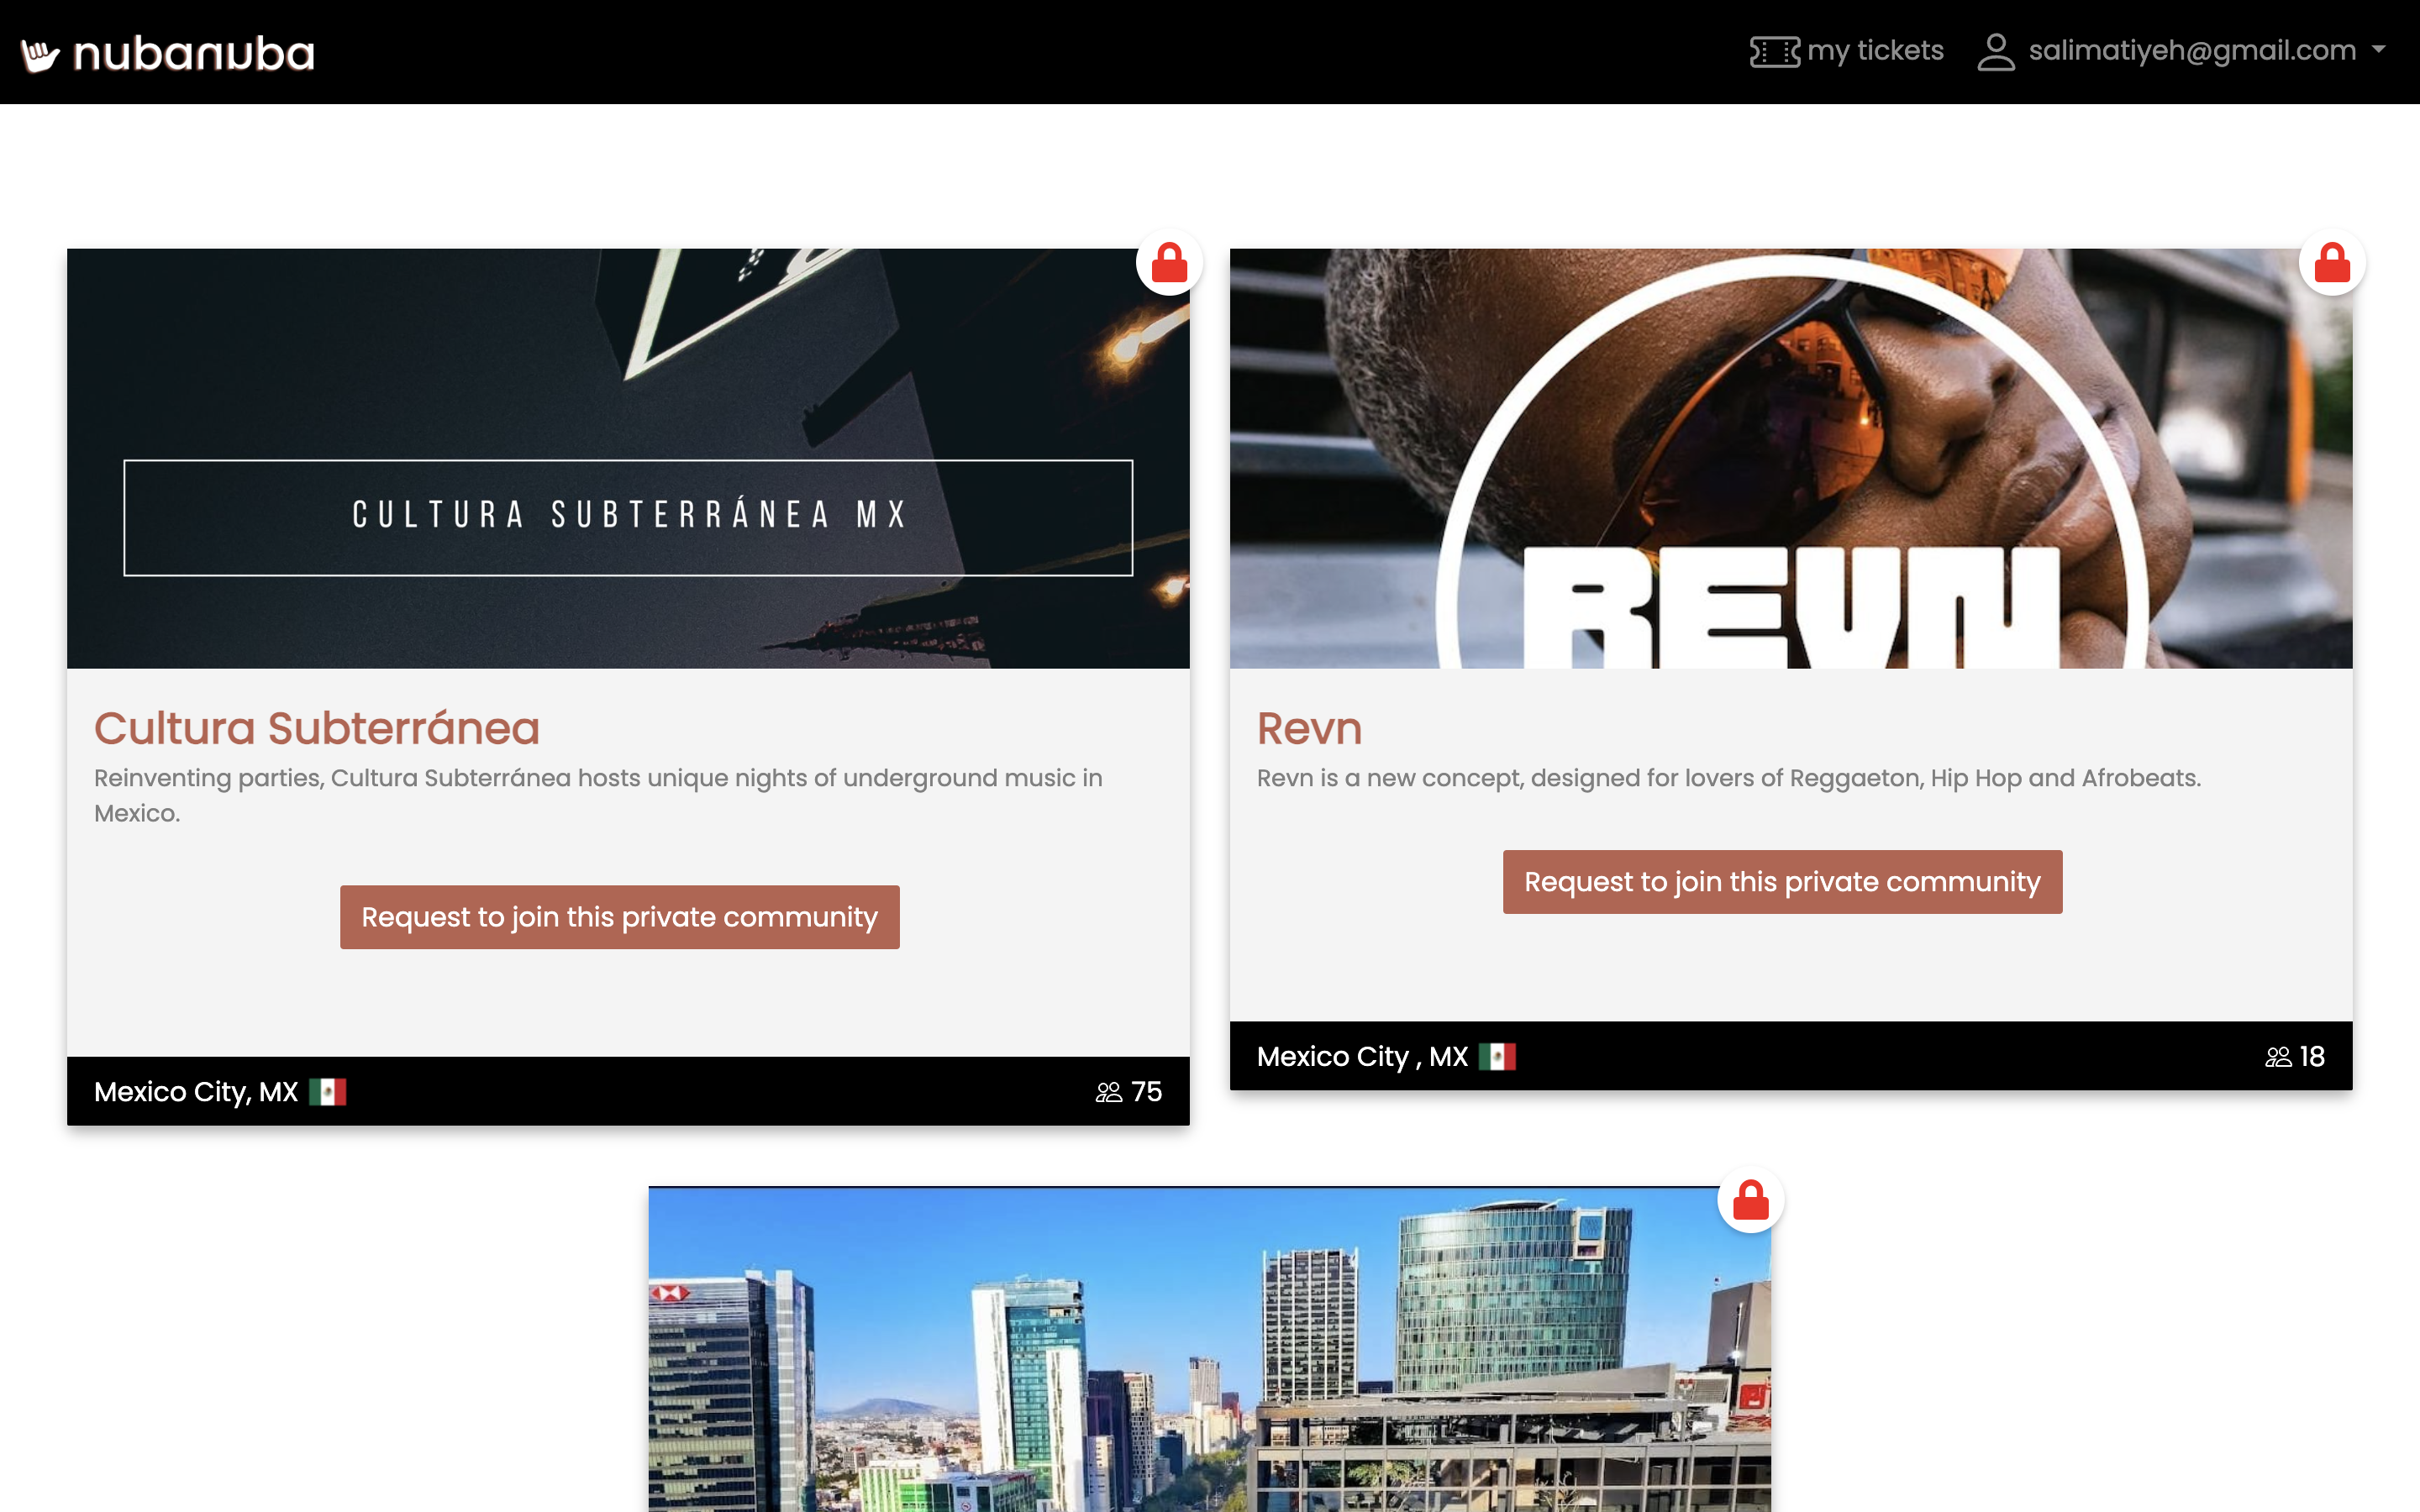 nubanuba
my tickets
salimatiyeh@gmail.com
CULTURA SUBTERRÁNEA MX
REVN
Cultura Subterránea
Reinventing parties, Cultura Subterránea hosts unique nights of underground music in
Mexico.
Request to join this private community
Mexico City, MX
75
Revn
Revn is a new concept, designed for lovers of Reggaeton, Hip Hop and Afrobeats.
Request to join this private community
Mexico City , MX
18